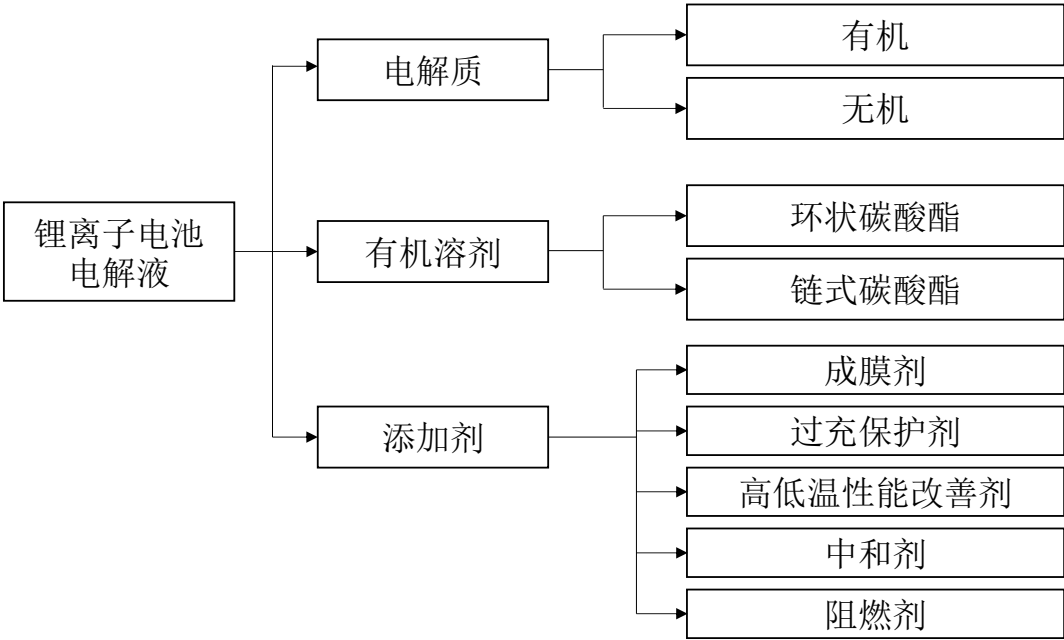 锂离子电池
电解液
电解质
有机
无机
有机溶剂
环状碳酸酯
链式碳酸酯
添加剂
成膜剂
过充保护剂
高低温性能改善剂
中和剂
阻燃剂